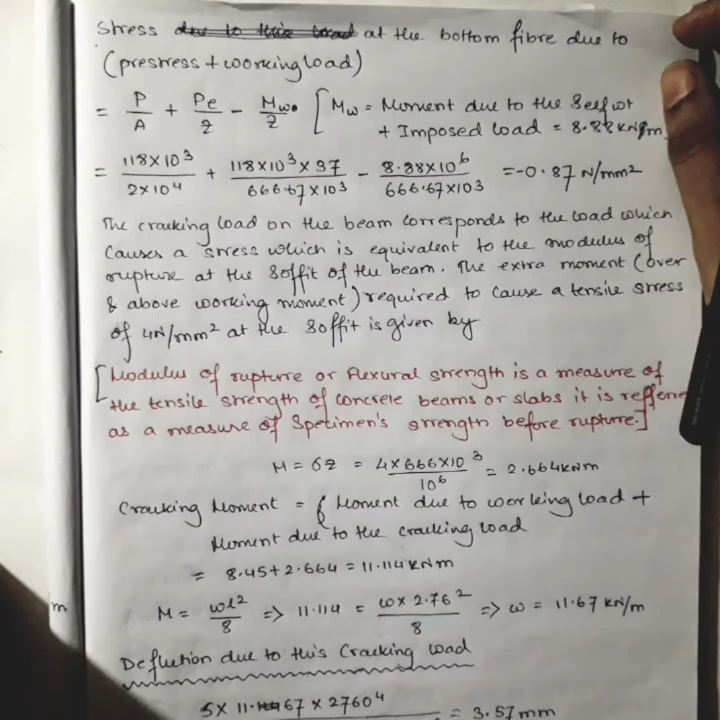 Stress at the bottom fibre due to
(prestress + working load)
= P/A + Pe/Z - Mw/Z [Mw = Moment due to the Self wt
+ Imposed load = 8.88 kNm
= 118×10³/2×10⁴ + 118×10³×37/666.67×10³ - 8.38×10⁶/666.67×10³ = -0.87 N/mm²
The cracking load on the beam corresponds to the load which
Causes a stress which is equivalent to the modulus of
rupture at the soffit of the beam. The extra moment (over
& above working moment) required to cause a tensile stress
of 4N/mm² at the soffit is given by
[Modulus of rupture or Flexural strength is a measure of
the tensile strength of concrete beams or slabs it is
as a measure of Specimen's strength before rupture.]
M = 6Z = 4×666×10³/10⁶ = 2.664 kNm
Cracking Moment = { Moment due to working load +
Moment due to the cracking load
= 8.45+2.664 = 11.114 kNm
m
M = wl²/8 => 11.114 = w×2.76²/8 => w = 11.67 kN/m
Deflction due to this Cracking load
5× 11.67 × 2760⁴ = 3.57mm